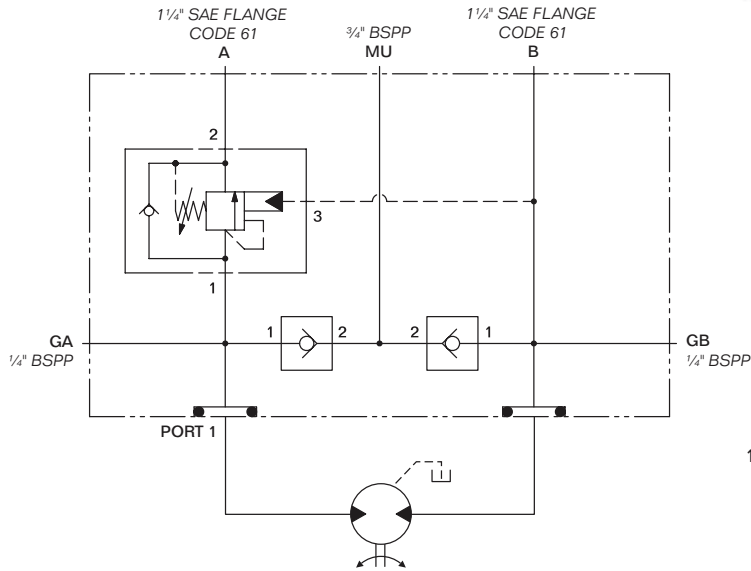 1¼" SAE FLANGE
CODE 61
A
¾" BSPP
MU
1¼" SAE FLANGE
CODE 61
B
2
3
1
1
2
2
1
GA
¼" BSPP
GB
¼" BSPP
PORT 1
1